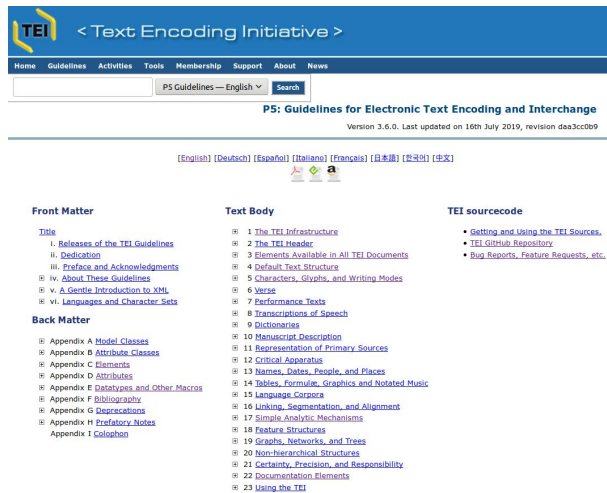 TEI < Text Encoding Initiative >
Home Guidelines Activities Tools Membership Support About News
P5 Guidelines — English Search
P5: Guidelines for Electronic Text Encoding and Interchange
Version 3.6.0. Last updated on 16th July 2019, revision daa3cc0b9
[English] [Deutsch] [Español] [Italiano] [Français] [日本語] [한국어] [中文]
Front Matter
Title
i. Releases of the TEI Guidelines
ii. Dedication
iii. Preface and Acknowledgments
iv. About These Guidelines
v. A Gentle Introduction to XML
vi. Languages and Character Sets
Back Matter
Appendix A Model Classes
Appendix B Attribute Classes
Appendix C Elements
Appendix D Attributes
Appendix E Datatypes and Other Macros
Appendix F Bibliography
Appendix G Deprecations
Appendix H Prefatory Notes
Appendix I Colophon
Text Body
1 The TEI Infrastructure
2 The TEI Header
3 Elements Available in All TEI Documents
4 Default Text Structure
5 Characters, Glyphs, and Writing Modes
6 Verse
7 Performance Texts
8 Transcriptions of Speech
9 Dictionaries
10 Manuscript Description
11 Representation of Primary Sources
12 Critical Apparatus
13 Names, Dates, People, and Places
14 Tables, Formulæ, Graphics and Notated Music
15 Language Corpora
16 Linking, Segmentation, and Alignment
17 Simple Analytic Mechanisms
18 Feature Structures
19 Graphs, Networks, and Trees
20 Non-hierarchical Structures
21 Certainty, Precision, and Responsibility
22 Documentation Elements
23 Using the TEI
TEI sourcecode
• Getting and Using the TEI Sources.
• TEI GitHub Repository
• Bug Reports, Feature Requests, etc.